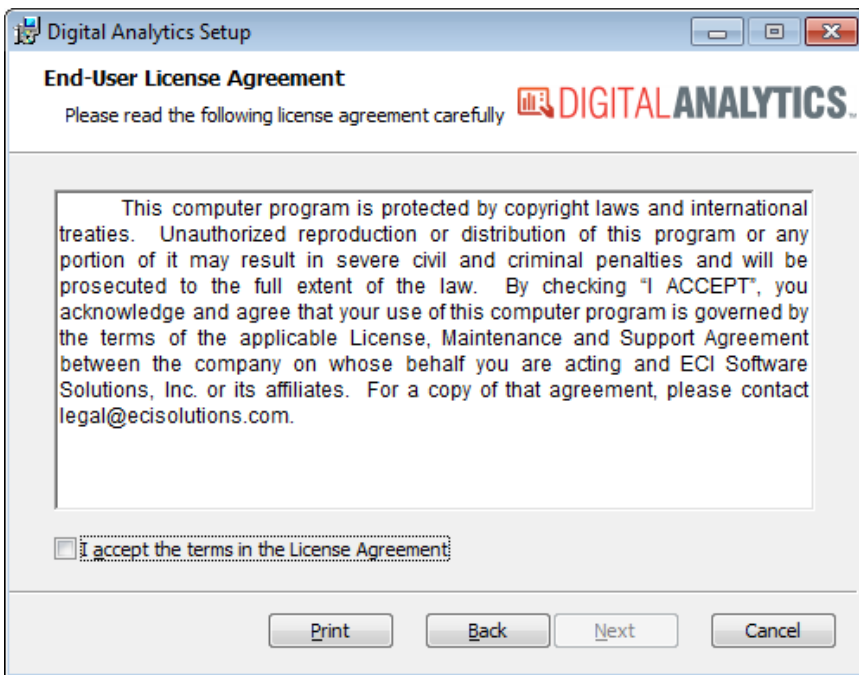 Digital Analytics Setup
End-User License Agreement
Please read the following license agreement carefully
DIGITAL ANALYTICS
This computer program is protected by copyright laws and international
treaties. Unauthorized reproduction or distribution of this program or any
portion of it may result in severe civil and criminal penalties and will be
prosecuted to the full extent of the law. By checking “I ACCEPT”, you
acknowledge and agree that your use of this computer program is governed by
the terms of the applicable License, Maintenance and Support Agreement
between the company on whose behalf you are acting and ECI Software
Solutions, Inc. or its affiliates. For a copy of that agreement, please contact
legal@ecisolutions.com.
I accept the terms in the License Agreement
Print Back Next Cancel